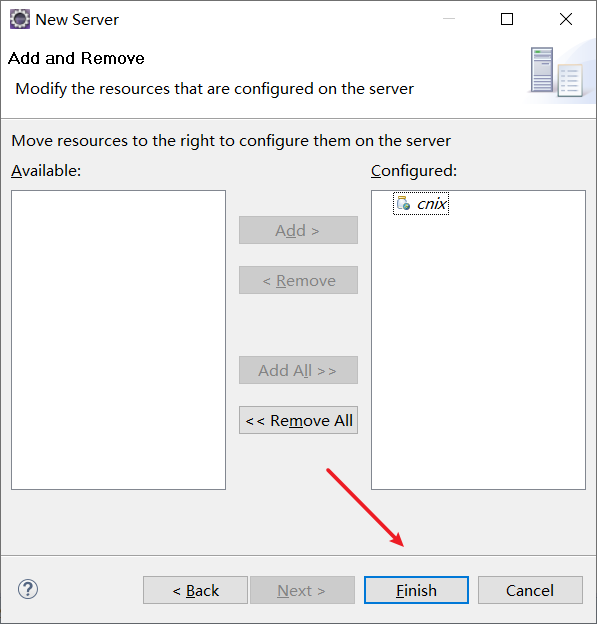 New Server
Add and Remove
Modify the resources that are configured on the server
Move resources to the right to configure them on the server
Available:
Configured:
cnix
Add >
< Remove
Add All >>
<< Remove All
?
< Back
Next >
Finish
Cancel